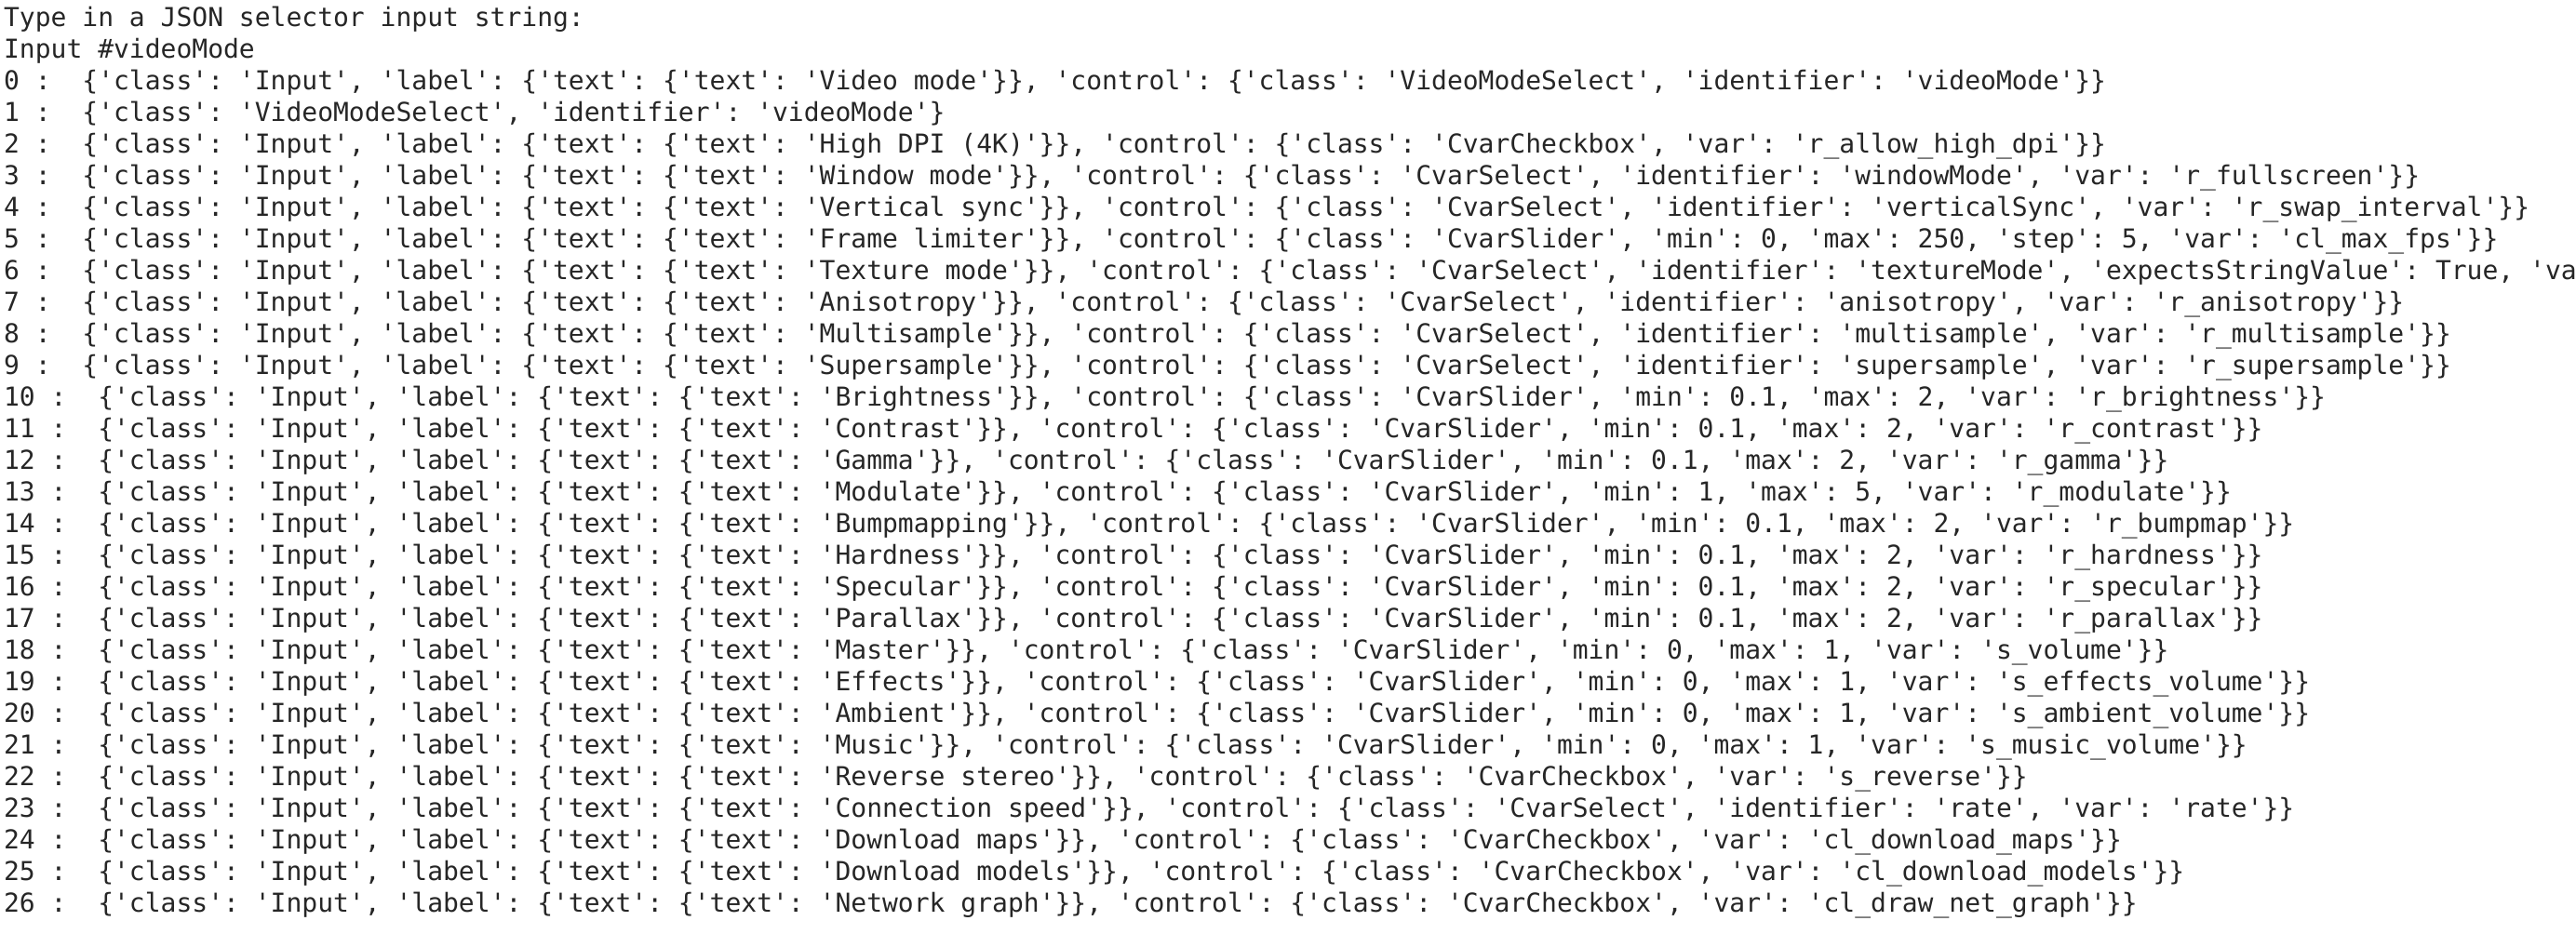 Type in a JSON selector input string:
Input #videoMode
0 :  {'class': 'Input', 'label': {'text': {'text': 'Video mode'}}, 'control': {'class': 'VideoModeSelect', 'identifier': 'videoMode'}}
1 :  {'class': 'VideoModeSelect', 'identifier': 'videoMode'}
2 :  {'class': 'Input', 'label': {'text': {'text': 'High DPI (4K)'}}, 'control': {'class': 'CvarCheckbox', 'var': 'r_allow_high_dpi'}}
3 :  {'class': 'Input', 'label': {'text': {'text': 'Window mode'}}, 'control': {'class': 'CvarSelect', 'identifier': 'windowMode', 'var': 'r_fullscreen'}}
4 :  {'class': 'Input', 'label': {'text': {'text': 'Vertical sync'}}, 'control': {'class': 'CvarSelect', 'identifier': 'verticalSync', 'var': 'r_swap_interval'}}
5 :  {'class': 'Input', 'label': {'text': {'text': 'Frame limiter'}}, 'control': {'class': 'CvarSlider', 'min': 0, 'max': 250, 'step': 5, 'var': 'cl_max_fps'}}
6 :  {'class': 'Input', 'label': {'text': {'text': 'Texture mode'}}, 'control': {'class': 'CvarSelect', 'identifier': 'textureMode', 'expectsStringValue': True, 'va
7 :  {'class': 'Input', 'label': {'text': {'text': 'Anisotropy'}}, 'control': {'class': 'CvarSelect', 'identifier': 'anisotropy', 'var': 'r_anisotropy'}}
8 :  {'class': 'Input', 'label': {'text': {'text': 'Multisample'}}, 'control': {'class': 'CvarSelect', 'identifier': 'multisample', 'var': 'r_multisample'}}
9 :  {'class': 'Input', 'label': {'text': {'text': 'Supersample'}}, 'control': {'class': 'CvarSelect', 'identifier': 'supersample', 'var': 'r_supersample'}}
10 :  {'class': 'Input', 'label': {'text': {'text': 'Brightness'}}, 'control': {'class': 'CvarSlider', 'min': 0.1, 'max': 2, 'var': 'r_brightness'}}
11 :  {'class': 'Input', 'label': {'text': {'text': 'Contrast'}}, 'control': {'class': 'CvarSlider', 'min': 0.1, 'max': 2, 'var': 'r_contrast'}}
12 :  {'class': 'Input', 'label': {'text': {'text': 'Gamma'}}, 'control': {'class': 'CvarSlider', 'min': 0.1, 'max': 2, 'var': 'r_gamma'}}
13 :  {'class': 'Input', 'label': {'text': {'text': 'Modulate'}}, 'control': {'class': 'CvarSlider', 'min': 1, 'max': 5, 'var': 'r_modulate'}}
14 :  {'class': 'Input', 'label': {'text': {'text': 'Bumpmapping'}}, 'control': {'class': 'CvarSlider', 'min': 0.1, 'max': 2, 'var': 'r_bumpmap'}}
15 :  {'class': 'Input', 'label': {'text': {'text': 'Hardness'}}, 'control': {'class': 'CvarSlider', 'min': 0.1, 'max': 2, 'var': 'r_hardness'}}
16 :  {'class': 'Input', 'label': {'text': {'text': 'Specular'}}, 'control': {'class': 'CvarSlider', 'min': 0.1, 'max': 2, 'var': 'r_specular'}}
17 :  {'class': 'Input', 'label': {'text': {'text': 'Parallax'}}, 'control': {'class': 'CvarSlider', 'min': 0.1, 'max': 2, 'var': 'r_parallax'}}
18 :  {'class': 'Input', 'label': {'text': {'text': 'Master'}}, 'control': {'class': 'CvarSlider', 'min': 0, 'max': 1, 'var': 's_volume'}}
19 :  {'class': 'Input', 'label': {'text': {'text': 'Effects'}}, 'control': {'class': 'CvarSlider', 'min': 0, 'max': 1, 'var': 's_effects_volume'}}
20 :  {'class': 'Input', 'label': {'text': {'text': 'Ambient'}}, 'control': {'class': 'CvarSlider', 'min': 0, 'max': 1, 'var': 's_ambient_volume'}}
21 :  {'class': 'Input', 'label': {'text': {'text': 'Music'}}, 'control': {'class': 'CvarSlider', 'min': 0, 'max': 1, 'var': 's_music_volume'}}
22 :  {'class': 'Input', 'label': {'text': {'text': 'Reverse stereo'}}, 'control': {'class': 'CvarCheckbox', 'var': 's_reverse'}}
23 :  {'class': 'Input', 'label': {'text': {'text': 'Connection speed'}}, 'control': {'class': 'CvarSelect', 'identifier': 'rate', 'var': 'rate'}}
24 :  {'class': 'Input', 'label': {'text': {'text': 'Download maps'}}, 'control': {'class': 'CvarCheckbox', 'var': 'cl_download_maps'}}
25 :  {'class': 'Input', 'label': {'text': {'text': 'Download models'}}, 'control': {'class': 'CvarCheckbox', 'var': 'cl_download_models'}}
26 :  {'class': 'Input', 'label': {'text': {'text': 'Network graph'}}, 'control': {'class': 'CvarCheckbox', 'var': 'cl_draw_net_graph'}}